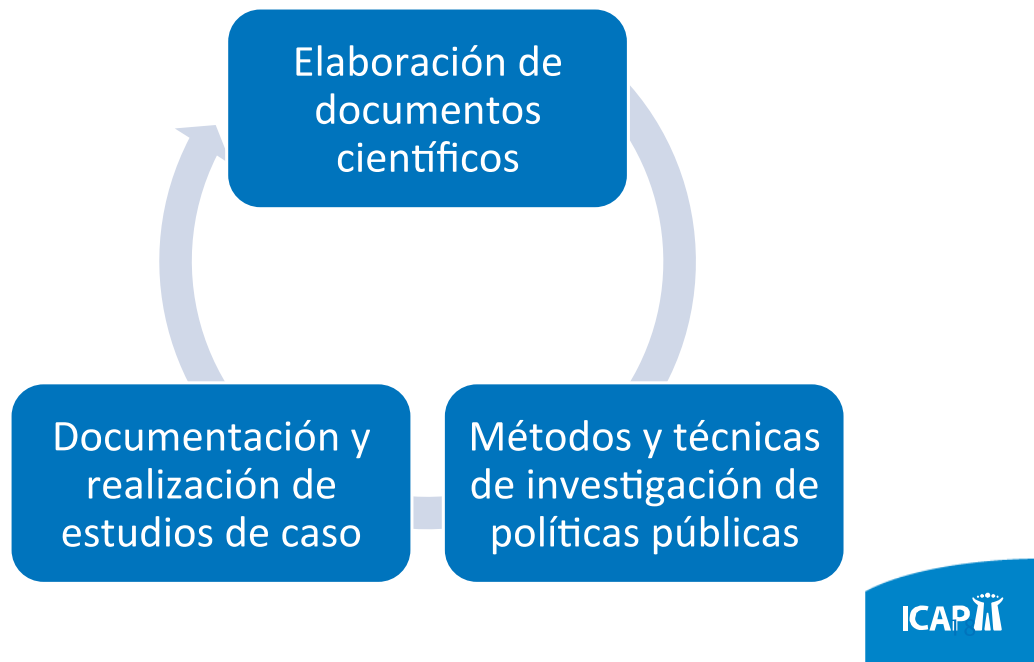 Elaboración de
documentos
científicos
Documentación y
realización de
estudios de caso
Métodos y técnicas
de investigación de
políticas públicas
ICAP